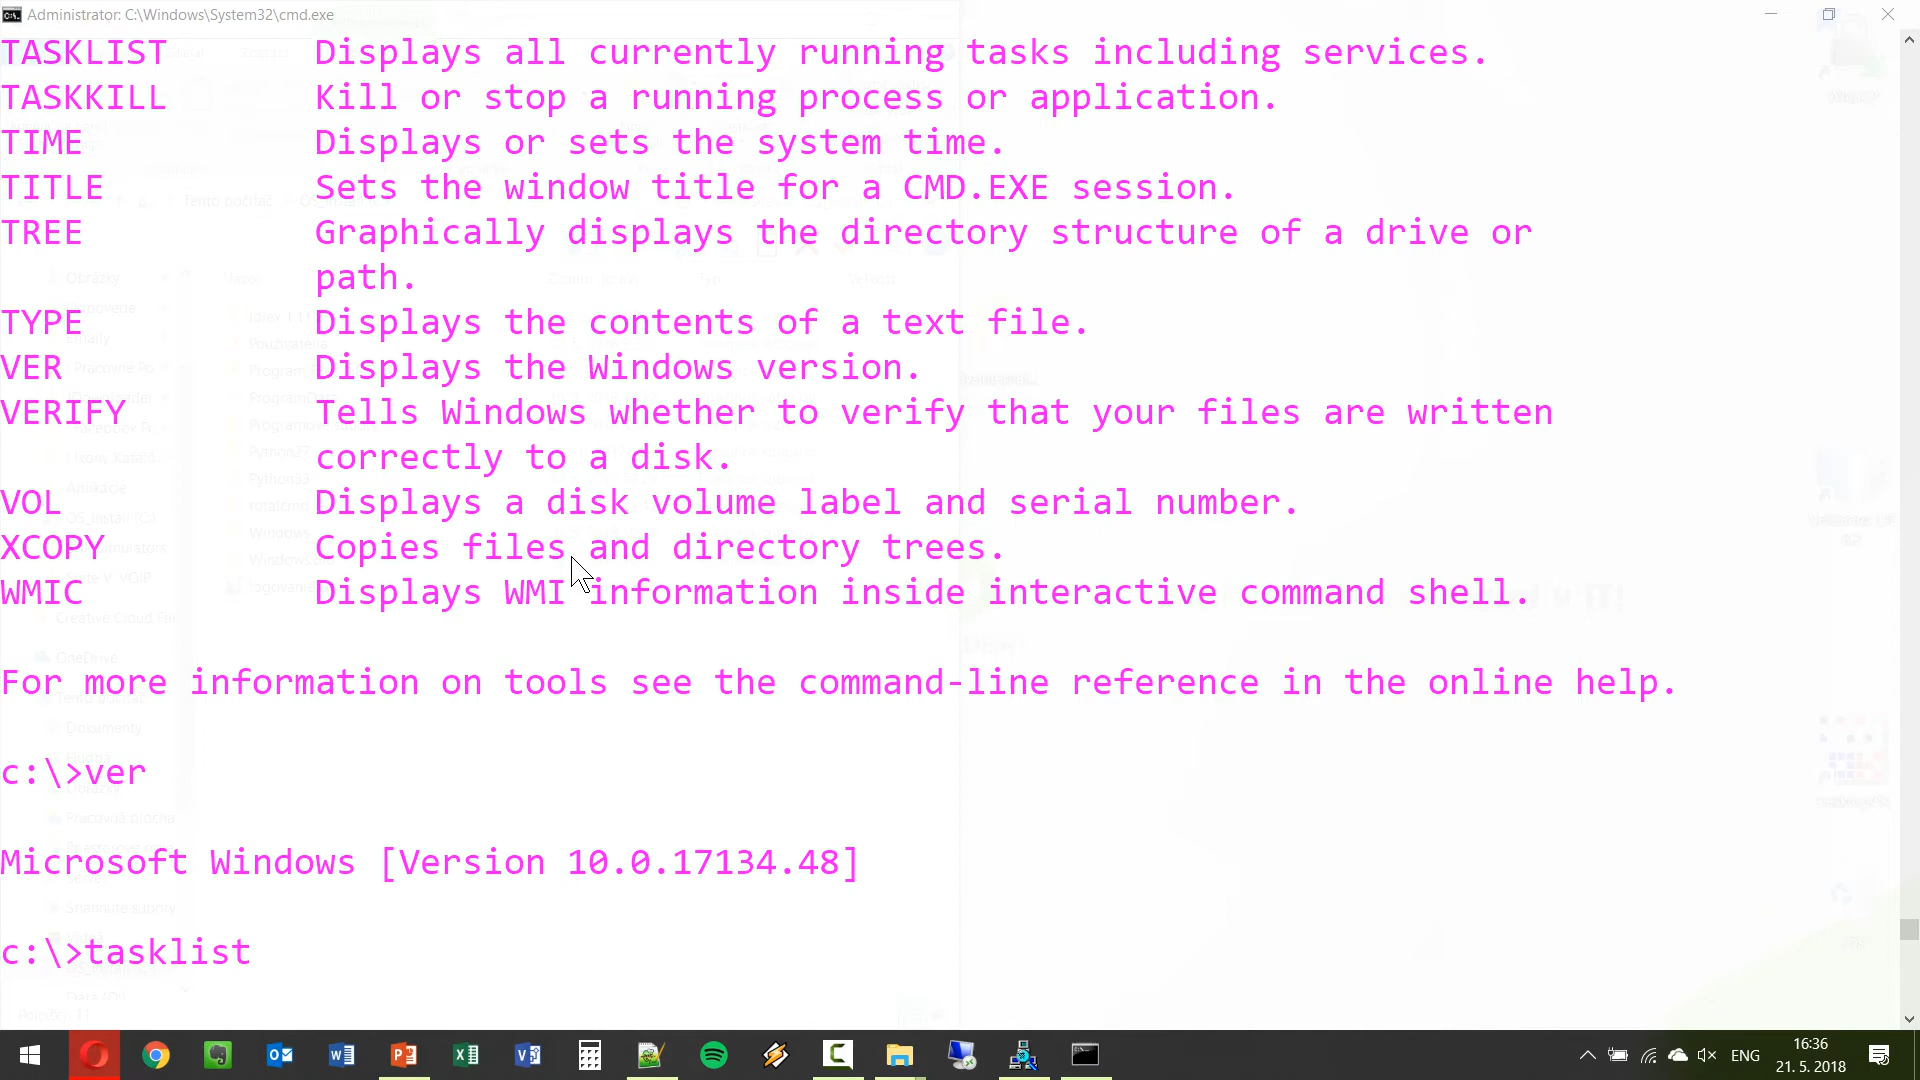 Administrator: C:\Windows\System32\cmd.exe
TASKLIST Displays all currently running tasks including services.
TASKKILL Kill or stop a running process or application.
TIME Displays or sets the system time.
TITLE Sets the window title for a CMD.EXE session.
TREE Graphically displays the directory structure of a drive or
path.
TYPE Displays the contents of a text file.
VER Displays the Windows version.
VERIFY Tells Windows whether to verify that your files are written
correctly to a disk.
VOL Displays a disk volume label and serial number.
XCOPY Copies files and directory trees.
WMIC Displays WMI information inside interactive command shell.
For more information on tools see the command-line reference in the online help.
c:\>ver
Microsoft Windows [Version 10.0.17134.48]
c:\>tasklist
ENG
16:36
21. 5. 2018